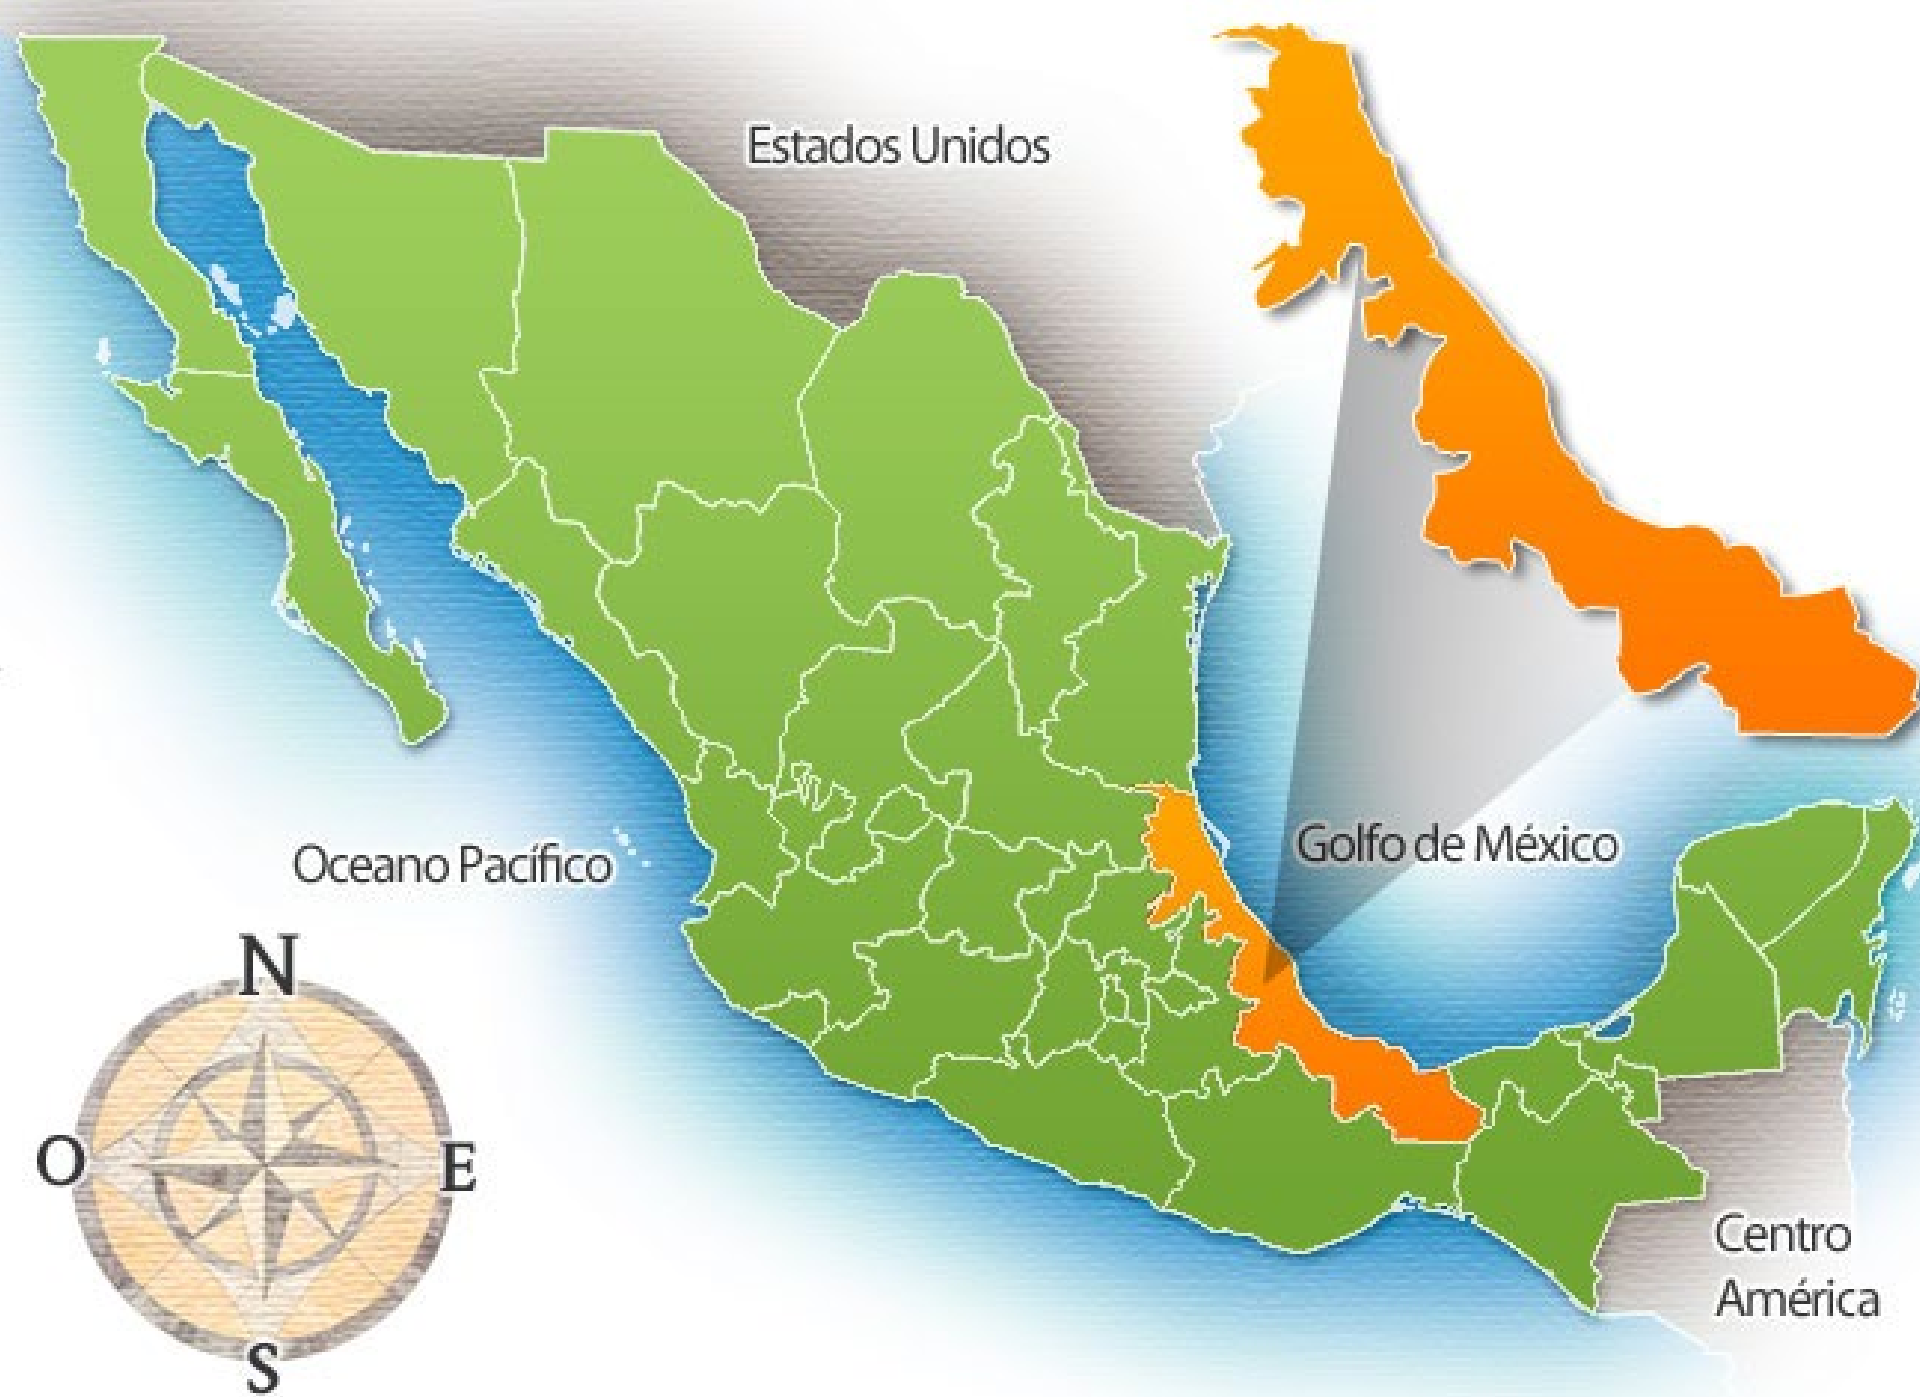 Estados Unidos
Golfo de México
Oceano Pacífico
N
O
E
S
Centro
América